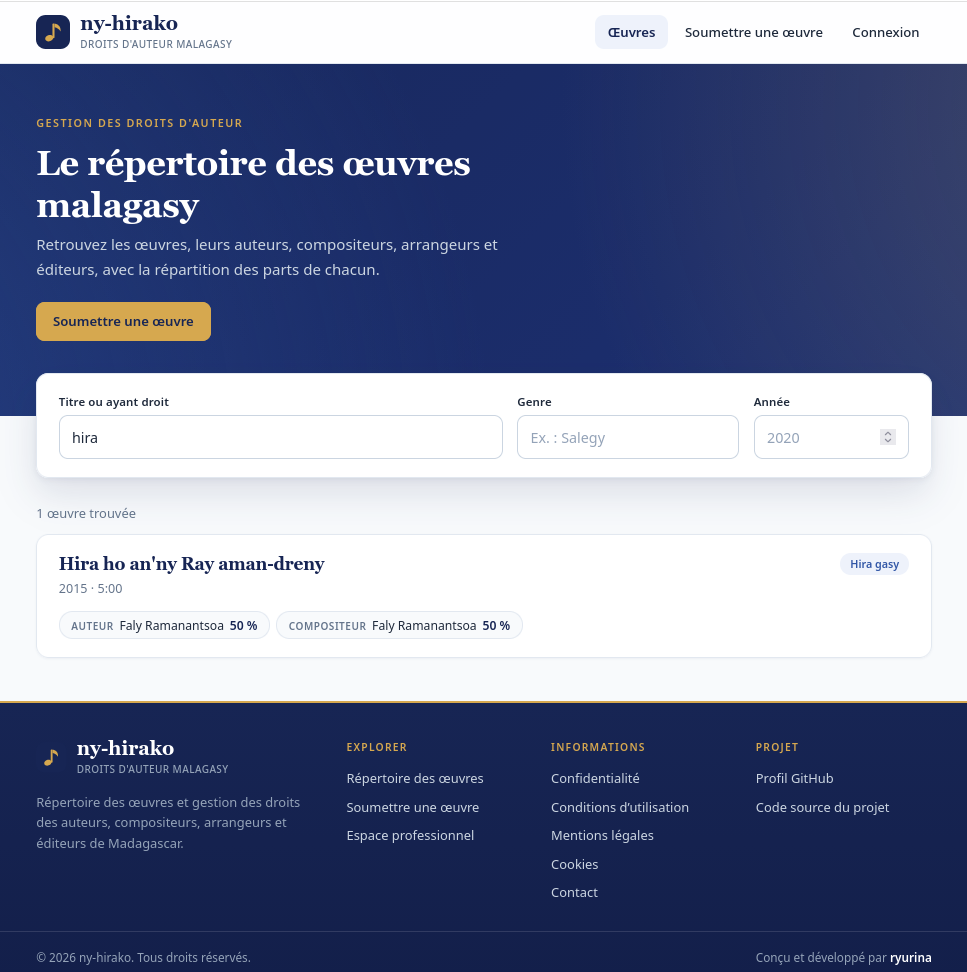 ny-hirako
DROITS D'AUTEUR MALAGASY
Œuvres
Soumettre une œuvre
Connexion
GESTION DES DROITS D'AUTEUR
Le répertoire des œuvres
malagasy
Retrouvez les œuvres, leurs auteurs, compositeurs, arrangeurs et
éditeurs, avec la répartition des parts de chacun.
Soumettre une œuvre
Titre ou ayant droit
Genre
Année
hira
Ex. : Salegy
2020
1 œuvre trouvée
Hira ho an'ny Ray aman-dreny
Hira gasy
2015 · 5:00
AUTEUR Faly Ramanantsoa 50 %
COMPOSITEUR Faly Ramanantsoa 50 %
ny-hirako
DROITS D'AUTEUR MALAGASY
Répertoire des œuvres et gestion des droits
des auteurs, compositeurs, arrangeurs et
éditeurs de Madagascar.
EXPLORER
Répertoire des œuvres
Soumettre une œuvre
Espace professionnel
INFORMATIONS
Confidentialité
Conditions d’utilisation
Mentions légales
Cookies
Contact
PROJET
Profil GitHub
Code source du projet
© 2026 ny-hirako. Tous droits réservés.
Conçu et développé par ryurina